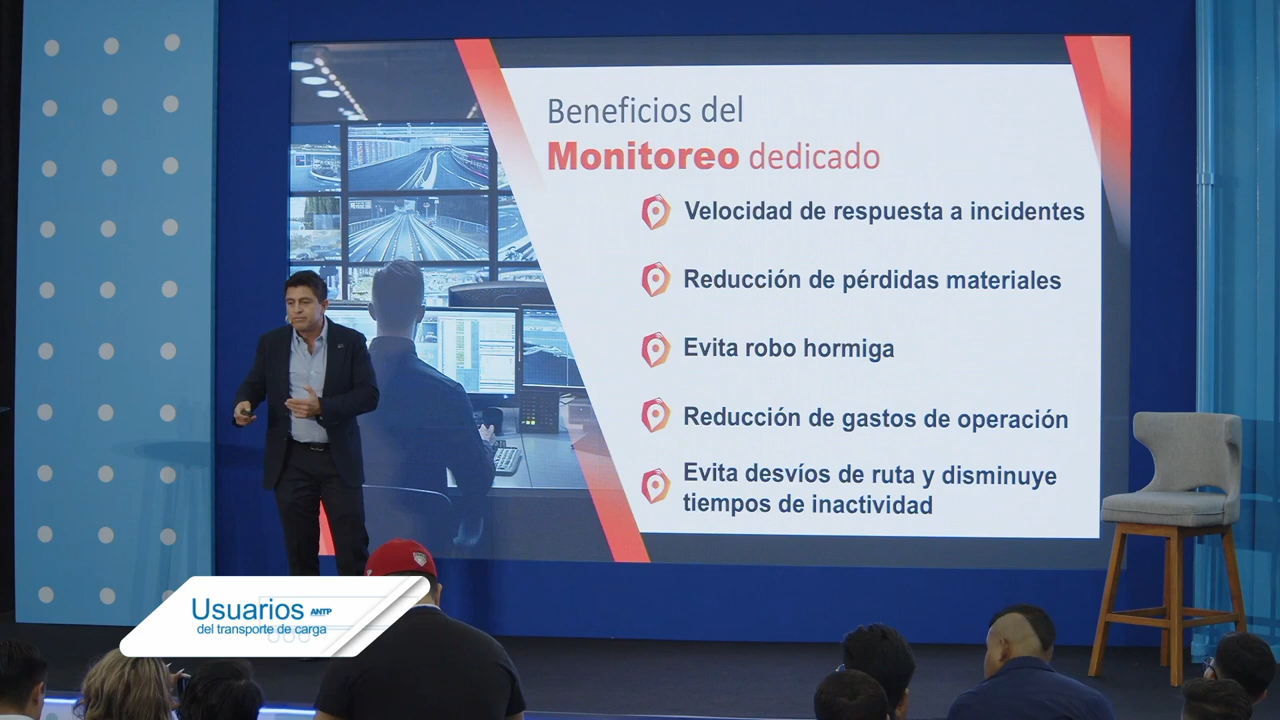 Beneficios del
Monitoreo dedicado
Velocidad de respuesta a incidentes
Reducción de pérdidas materiales
Evita robo hormiga
Reducción de gastos de operación
Evita desvíos de ruta y disminuye
tiempos de inactividad
Usuarios ANTP
del transporte de carga